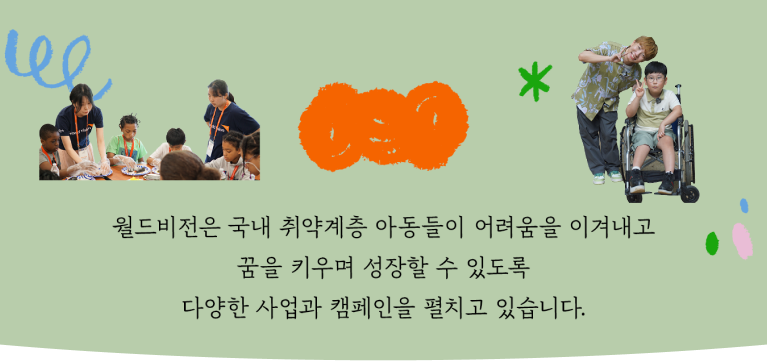 월드비전은 국내 취약계층 아동들이 어려움을 이겨내고
꿈을 키우며 성장할 수 있도록
다양한 사업과 캠페인을 펼치고 있습니다.